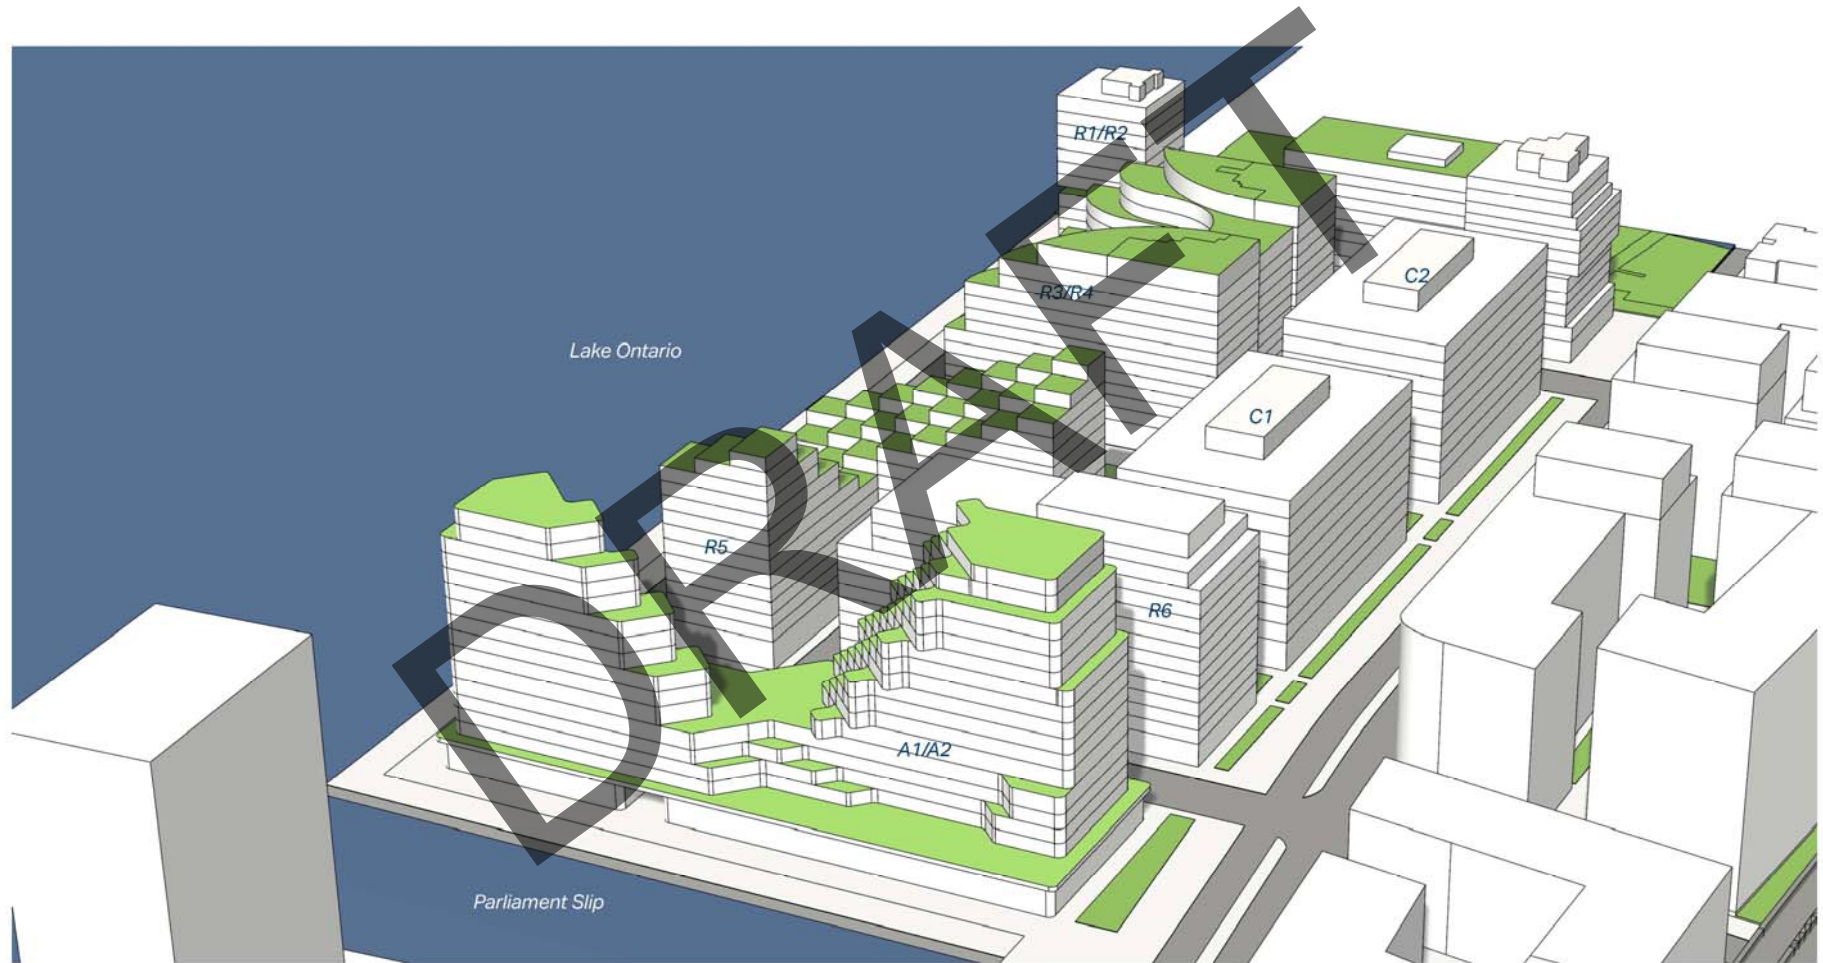 R1/R2
C2
R3/R4
Lake Ontario
C1
R5
R6
A1/A2
Parliament Slip
DRAFT